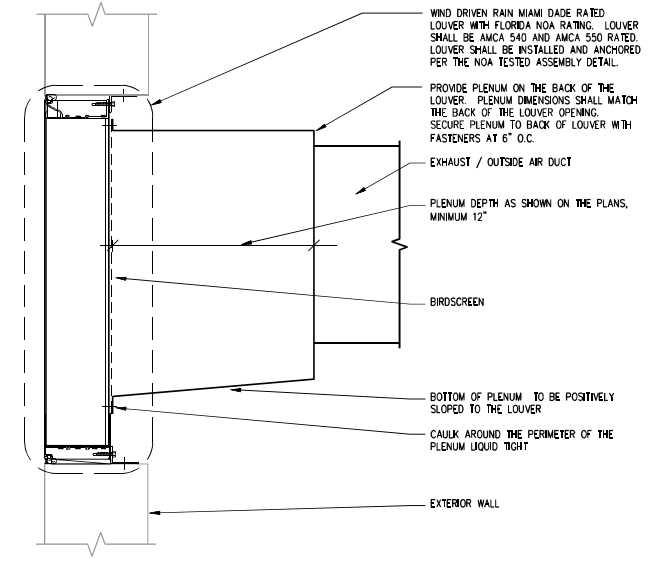 WIND DRIVEN RAIN MIAMI DADE RATED
LOUVER WITH FLORIDA NOA RATING. LOUVER
SHALL BE AMCA 540 AND AMCA 550 RATED.
LOUVER SHALL BE INSTALLED AND ANCHORED
PER THE NOA TESTED ASSEMBLY DETAIL.
PROVIDE PLENUM ON THE BACK OF THE
LOUVER. PLENUM DIMENSIONS SHALL MATCH
THE BACK OF THE LOUVER OPENING.
SECURE PLENUM TO BACK OF LOUVER WITH
FASTENERS AT 6" O.C.
EXHAUST / OUTSIDE AIR DUCT
PLENUM DEPTH AS SHOWN ON THE PLANS,
MINIMUM 12"
BIRDSCREEN
BOTTOM OF PLENUM TO BE POSITIVELY
SLOPED TO THE LOUVER
CAULK AROUND THE PERIMETER OF THE
PLENUM LIQUID TIGHT
EXTERIOR WALL